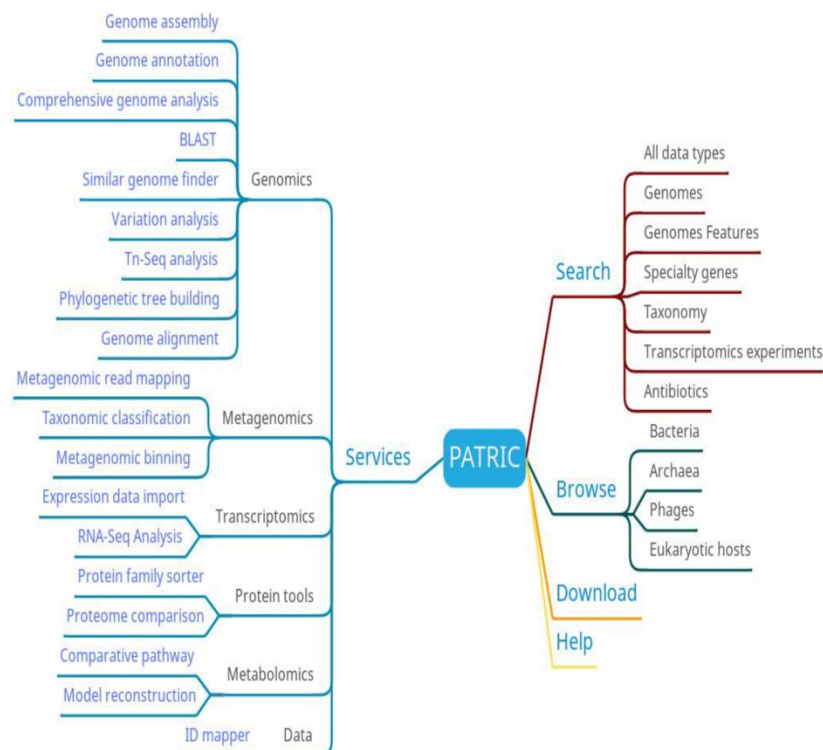 Genome assembly
Genome annotation
Comprehensive genome analysis
BLAST
Similar genome finder
Variation analysis
Tn-Seq analysis
Phylogenetic tree building
Genome alignment
Genomics
Metagenomic read mapping
Taxonomic classification
Metagenomic binning
Metagenomics
Expression data import
RNA-Seq Analysis
Transcriptomics
Protein family sorter
Proteome comparison
Protein tools
Comparative pathway
Model reconstruction
Metabolomics
ID mapper
Data
Services
PATRIC
Search
All data types
Genomes
Genomes Features
Specialty genes
Taxonomy
Transcriptomics experiments
Antibiotics
Browse
Bacteria
Archaea
Phages
Eukaryotic hosts
Download
Help